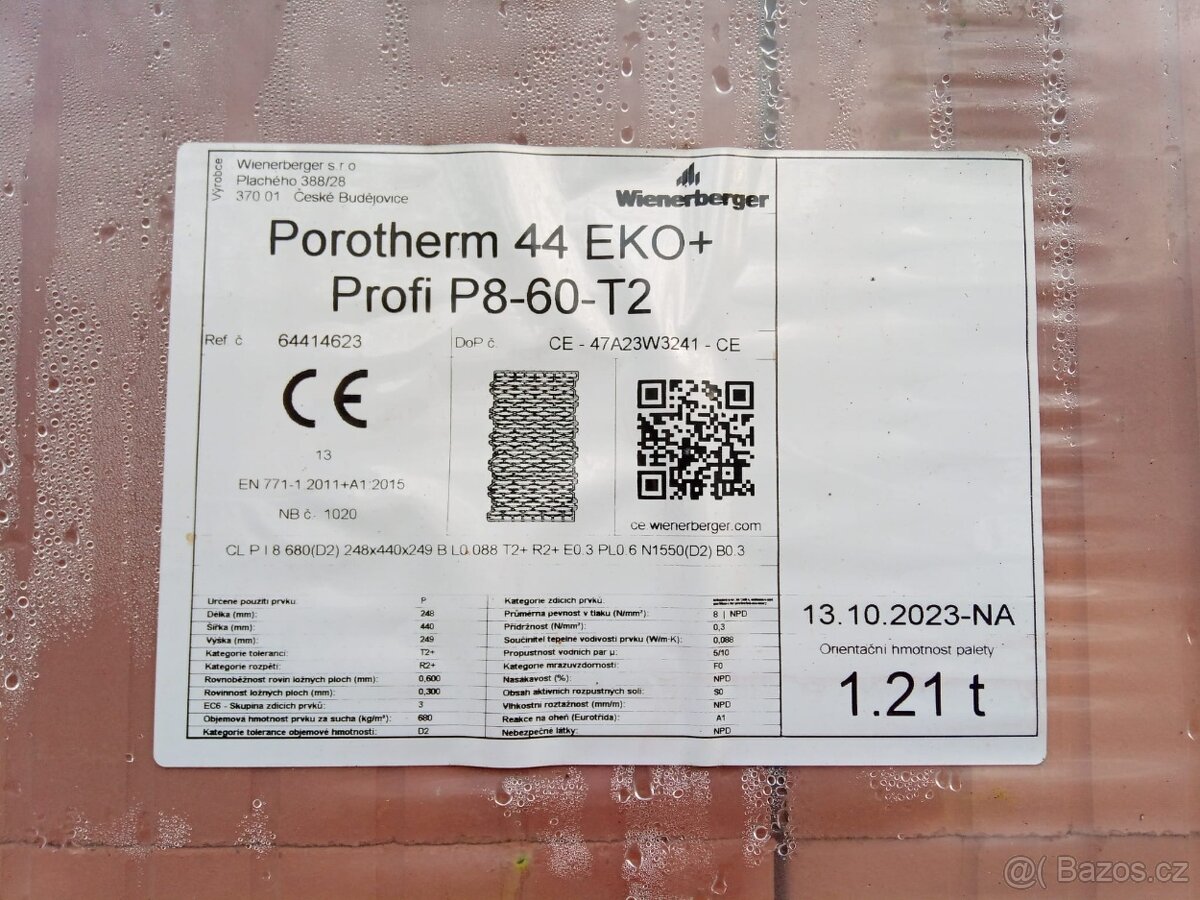 Výrobce
Wienerberger s.r.o
Plachého 388/28
370 01 České Budějovice
Wienerberger
Porotherm 44 EKO+
Profi P8-60-T2
Ref č 64414623
DoP č. CE - 47A23W3241 - CE
CE
13
EN 771-1 2011+A1:2015
NB č. 1020
ce.wienerberger.com
CL P I 8 680(D2) 248x440x249 B L0.088 T2+ R2+ E0.3 PL0.6 N1550(D2) B0.3
Určené použití prvku: P
Délka (mm): 248
Šířka (mm): 440
Výška (mm): 249
Kategorie tolerancí: T2+
Kategorie rozpětí: R2+
Rovnoběžnost rovin ložných ploch (mm): 0,600
Rovinnost ložných ploch (mm): 0,300
EC6 - Skupina zdicích prvků: 3
Objemová hmotnost prvku za sucha (kg/m³): 680
Kategorie tolerance objemové hmotnosti: D2
Kategorie zdicích prvků:
Průměrná pevnost v tlaku (N/mm²): 8 | NPD
Přídržnost (N/mm²): 0,3
Součinitel tepelné vodivosti prvku (W/m·K): 0,088
Propustnost vodních par µ: 5/10
Kategorie mrazuvzdornosti: F0
Nasákavost (%): NPD
Obsah aktivních rozpustných solí: S0
Vlhkostní roztažnost (mm/m): NPD
Reakce na oheň (Eurotřída): A1
Nebezpečné látky: NPD
13.10.2023-NA
Orientační hmotnost palety
1.21 t
@( Bazos.cz